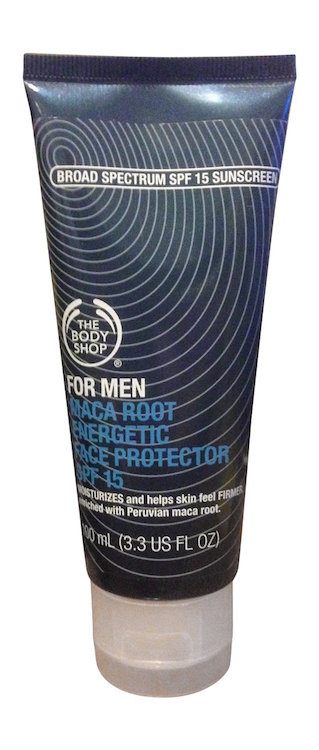 BROAD SPECTRUM SPF 15 SUNSCREEN
THE
BODY
SHOP
®
FOR MEN
MACA ROOT
ENERGETIC
FACE PROTECTOR
SPF 15
MOISTURIZES and helps skin feel FIRMER,
enriched with Peruvian maca root.
100 mL (3.3 US FL OZ)